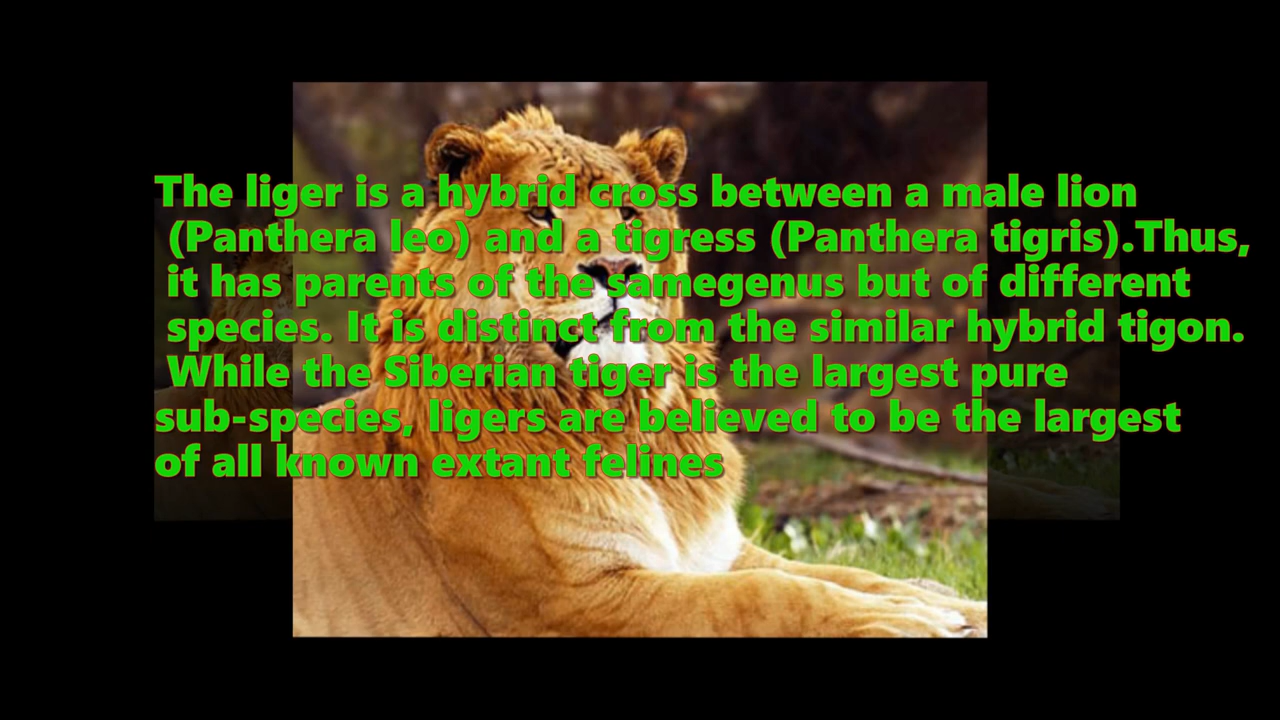 The liger is a hybrid cross between a male lion
(Panthera leo) and a tigress (Panthera tigris).Thus,
it has parents of the samegenus but of different
species. It is distinct from the similar hybrid tigon.
While the Siberian tiger is the largest pure
sub-species, ligers are believed to be the largest
of all known extant felines